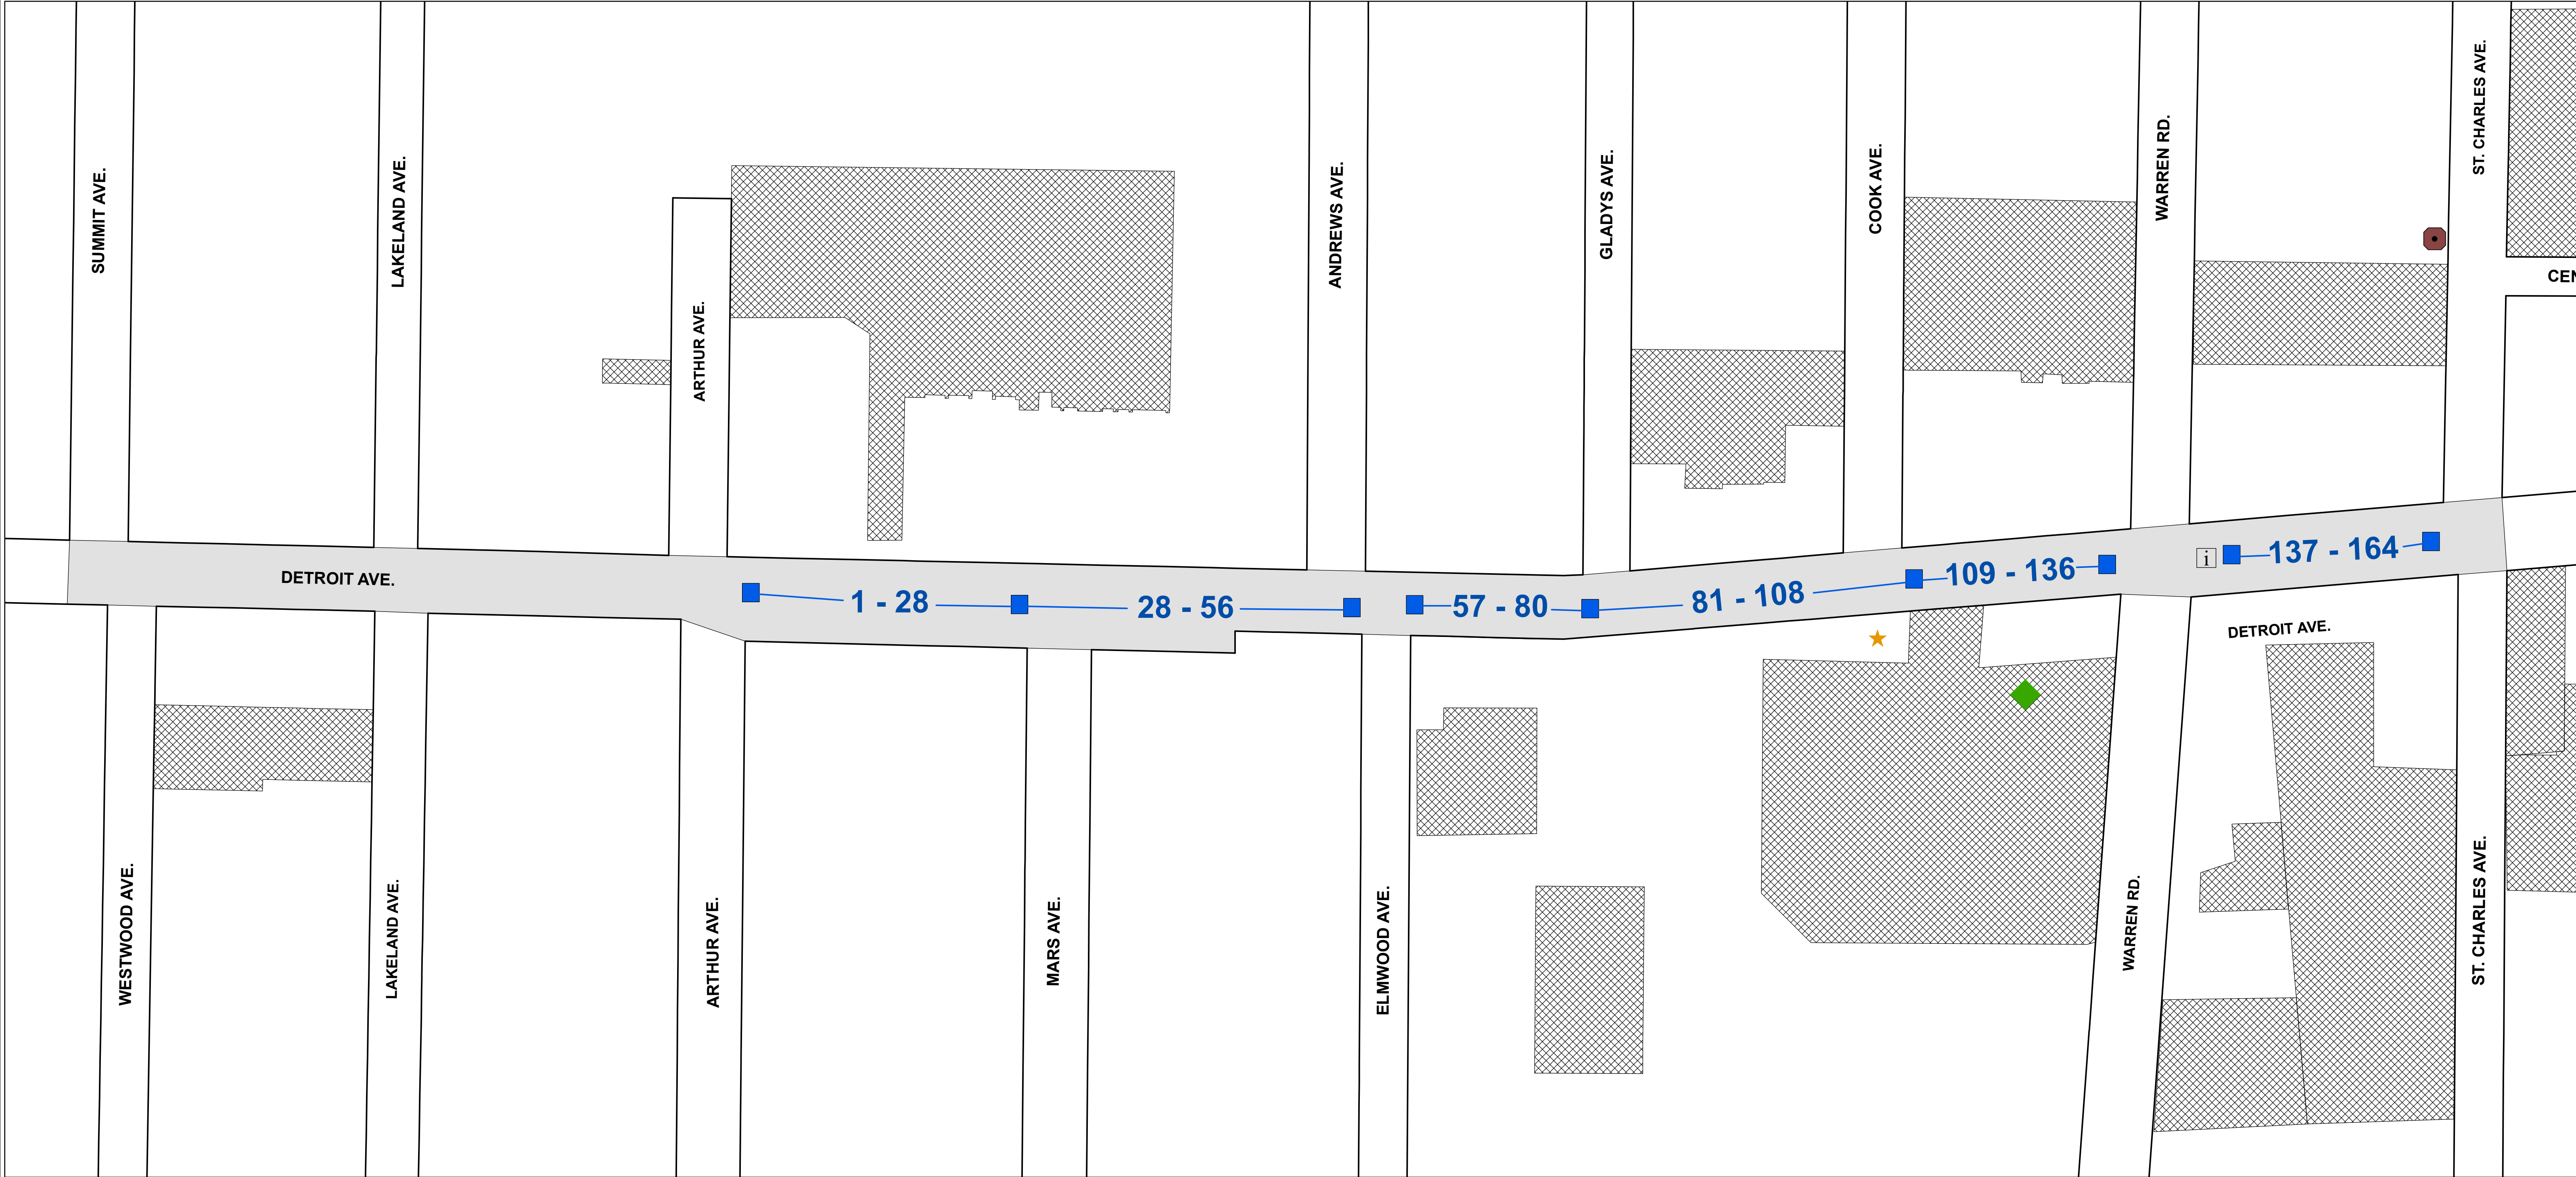 SUMMIT AVE.
LAKELAND AVE.
ARTHUR AVE.
ANDREWS AVE.
GLADYS AVE.
COOK AVE.
WARREN RD.
ST. CHARLES AVE.
CEN
DETROIT AVE.
1 - 28
28 - 56
57 - 80
81 - 108
109 - 136
i
137 - 164
DETROIT AVE.
WESTWOOD AVE.
LAKELAND AVE.
ARTHUR AVE.
MARS AVE.
ELMWOOD AVE.
WARREN RD.
ST. CHARLES AVE.